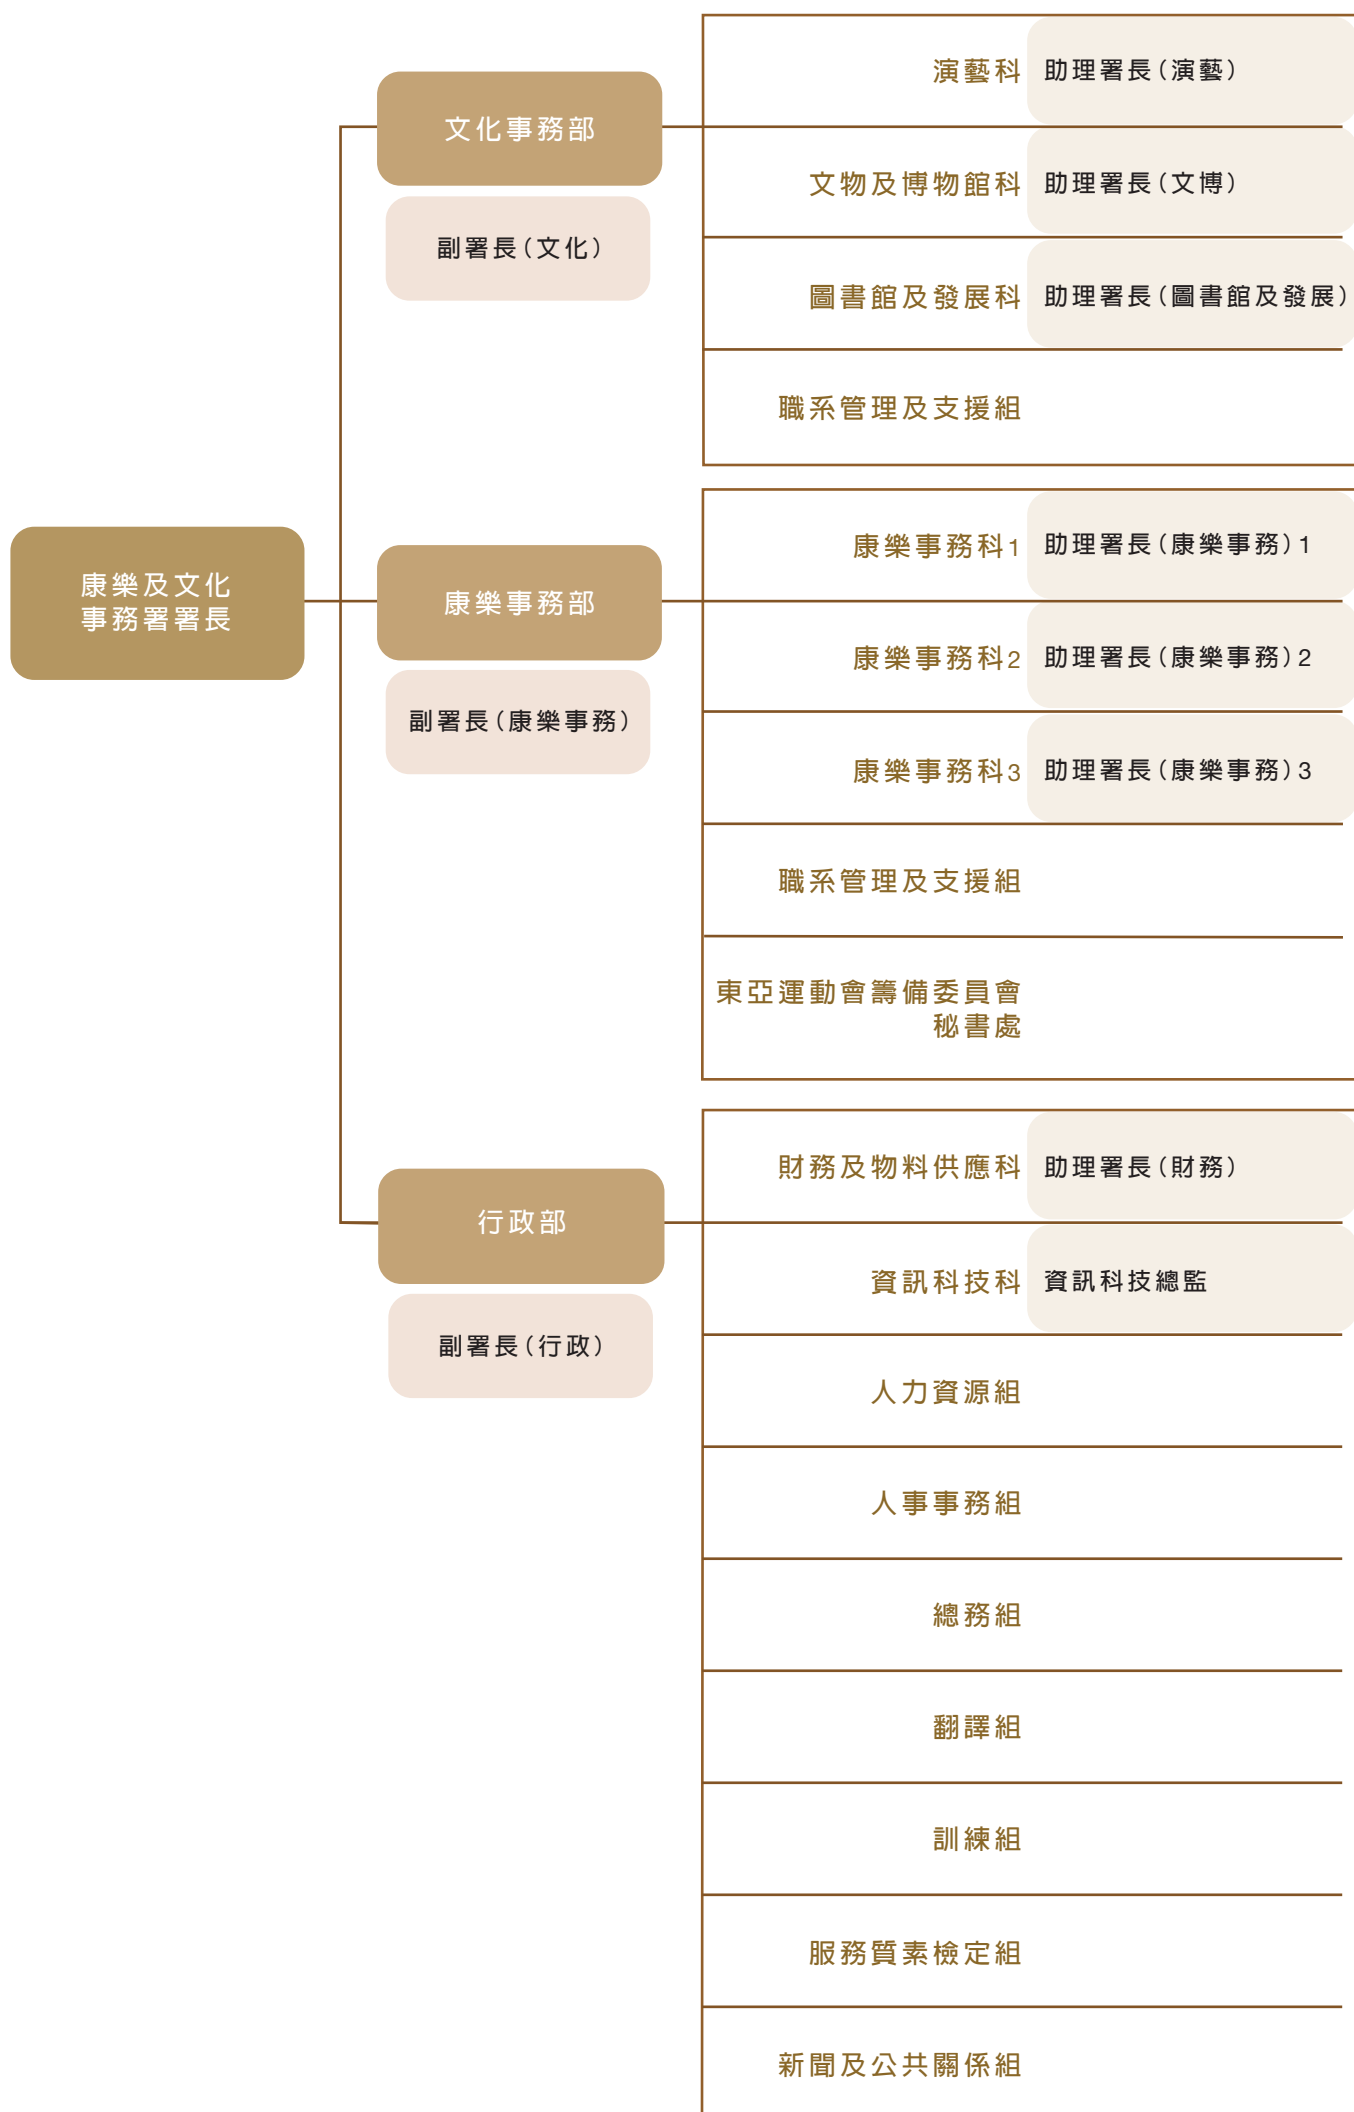 康樂及文化
事務署署長
文化事務部
副署長(文化)
演藝科 助理署長(演藝)
文物及博物館科 助理署長(文博)
圖書館及發展科 助理署長(圖書館及發展)
職系管理及支援組
康樂事務部
副署長(康樂事務)
康樂事務科1 助理署長(康樂事務)1
康樂事務科2 助理署長(康樂事務)2
康樂事務科3 助理署長(康樂事務)3
職系管理及支援組
東亞運動會籌備委員會
秘書處
行政部
副署長(行政)
財務及物料供應科 助理署長(財務)
資訊科技科 資訊科技總監
人力資源組
人事事務組
總務組
翻譯組
訓練組
服務質素檢定組
新聞及公共關係組